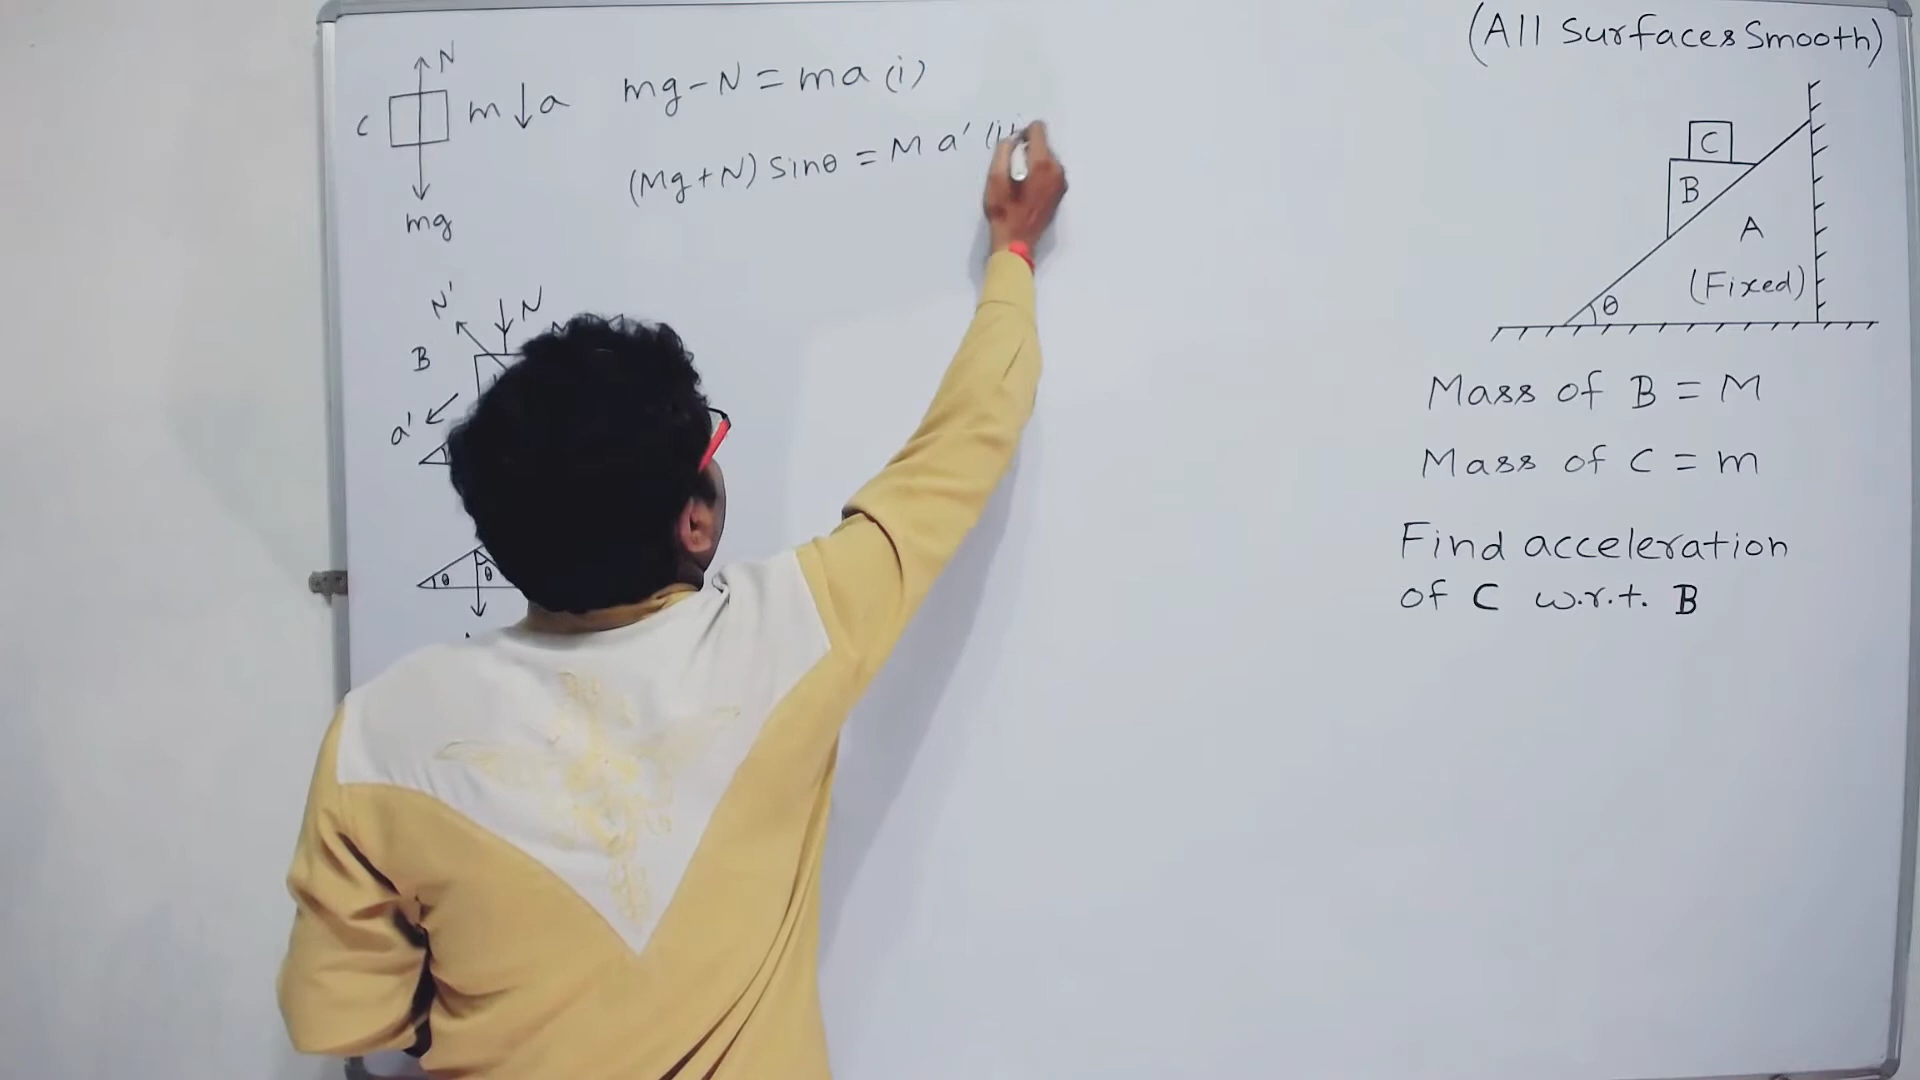 N
C m↓a
mg
mg-N = ma (i)
(Mg+N) Sinθ = M a'
N' N
B
a'
θ θ
(All Surfaces Smooth)
C
B
A
(Fixed)
θ
Mass of B = M
Mass of C = m
Find acceleration
of C w.r.t. B